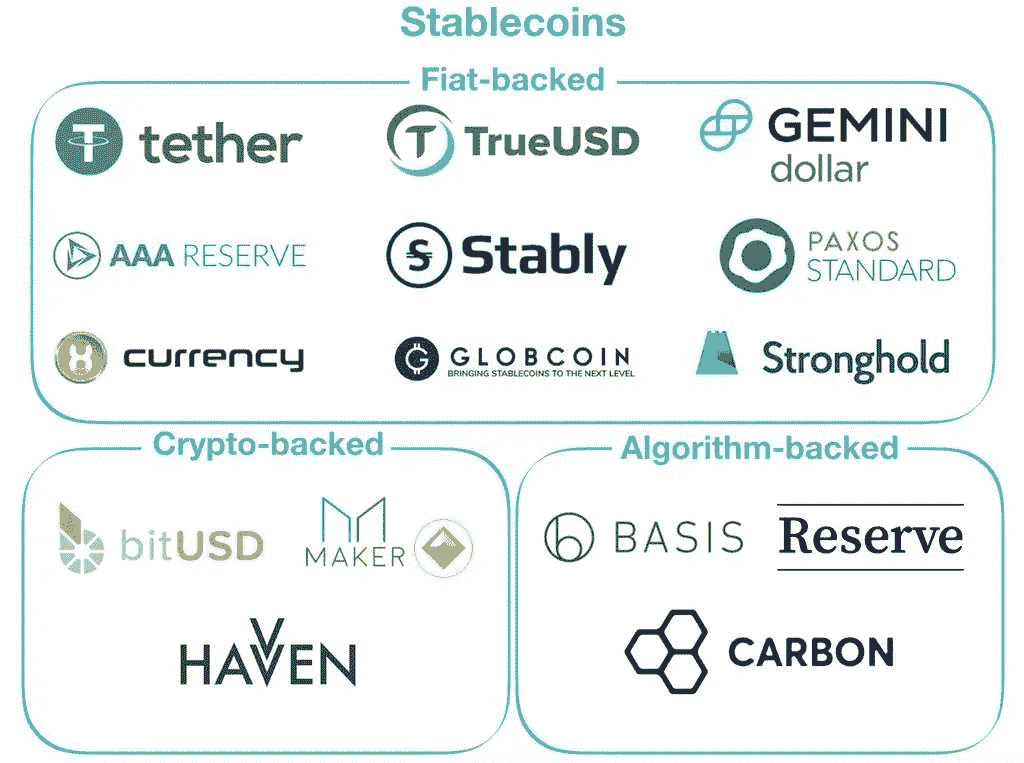 Stablecoins
Fiat-backed
tether
TrueUSD
GEMINI
dollar
AAA RESERVE
Stably
PAXOS
STANDARD
currency
GLOBCOIN
BRINGING STABLECOINS TO THE NEXT LEVEL
Stronghold
Crypto-backed
bitUSD
MAKER
HAVVEN
Algorithm-backed
BASIS
Reserve
CARBON